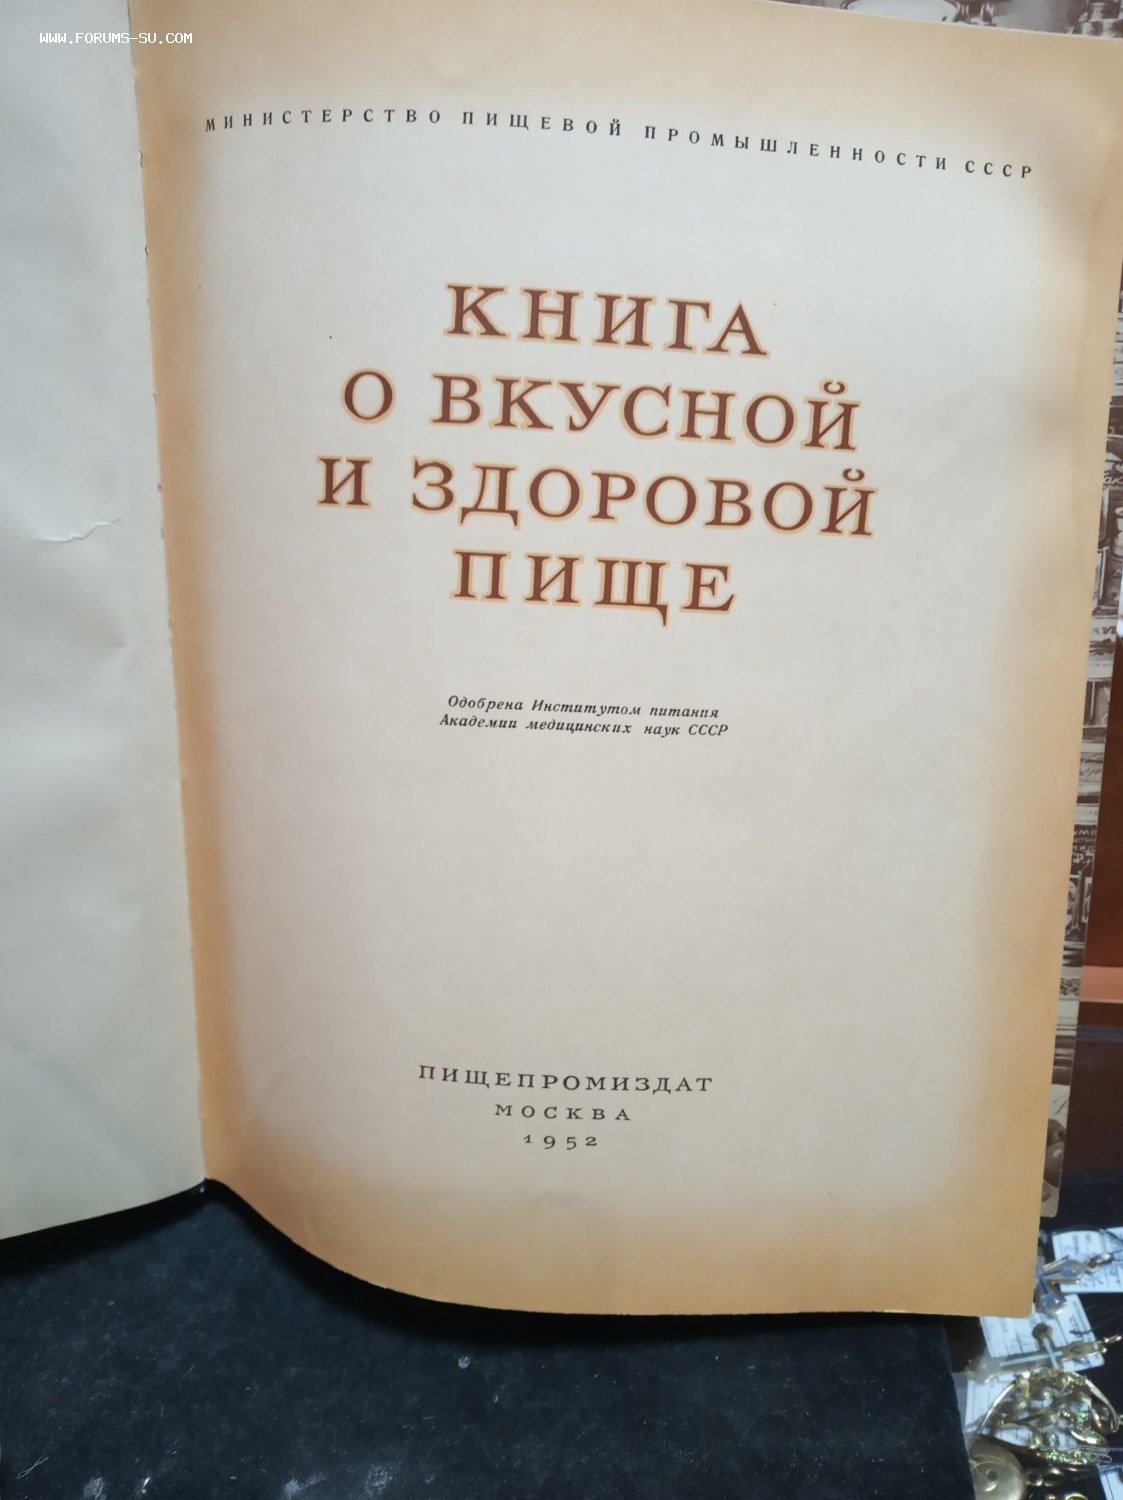 WWW.FORUMS-SU.COM
МИНИСТЕРСТВО ПИЩЕВОЙ ПРОМЫШЛЕННОСТИ СССР
КНИГА
О ВКУСНОЙ
И ЗДОРОВОЙ
ПИЩЕ
Одобрена Институтом питания
Академии медицинских наук СССР
ПИЩЕПРОМИЗДАТ
МОСКВА
1952